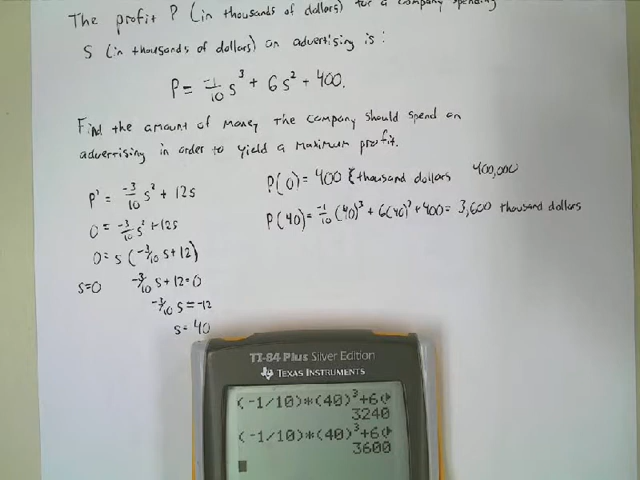 The profit P (in thousands of dollars) for a company spending
S (in thousands of dollars) on advertising is:
P = -1/10 s³ + 6s² + 400.
Find the amount of money the company should spend on
advertising in order to yield a maximum profit.
P' = -3/10 s² + 12s
0 = -3/10 s² + 12s
0 = s(-3/10 s + 12)
s=0 -3/10 s + 12 = 0
-3/10 s = -12
s = 40
P(0) = 400 thousand dollars 400,000
P(40) = -1/10 (40)³ + 6(40)² + 400 = 3,600 thousand dollars
TI-84 Plus Silver Edition
TEXAS INSTRUMENTS
(-1/10)*(40)³+6(
3240
(-1/10)*(40)³+6(
3600